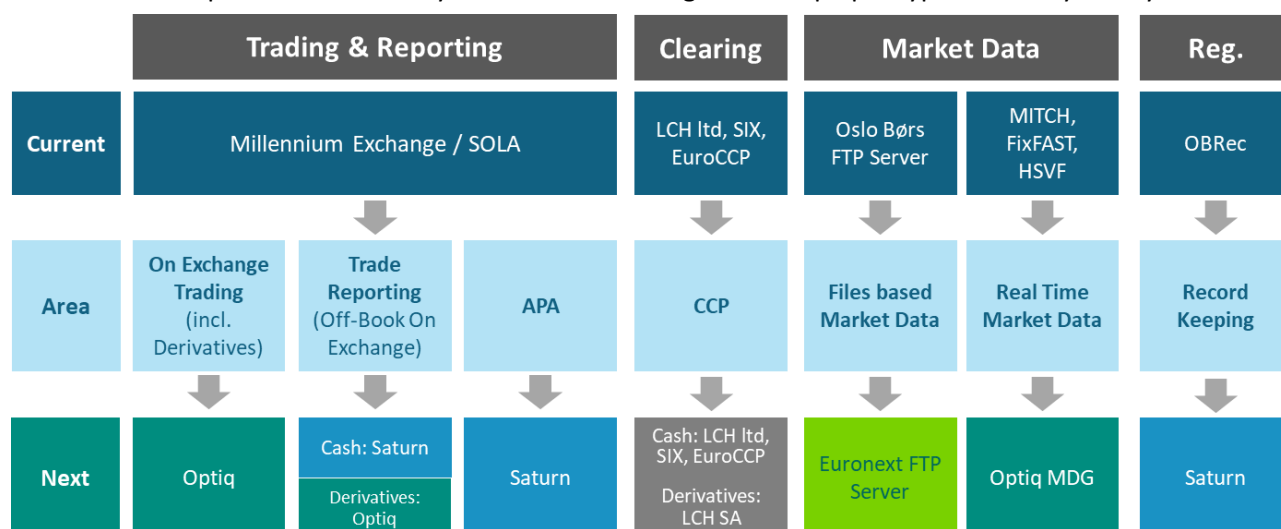 Trading & Reporting
Clearing
Market Data
Reg.
Current
Millennium Exchange / SOLA
LCH ltd, SIX,
EuroCCP
Oslo Børs
FTP Server
MITCH,
FixFAST,
HSVF
OBRec
Area
On Exchange
Trading
(incl.
Derivatives)
Trade
Reporting
(Off-Book On
Exchange)
APA
CCP
Files based
Market Data
Real Time
Market Data
Record
Keeping
Next
Optiq
Cash: Saturn
Derivatives:
Optiq
Saturn
Cash: LCH ltd,
SIX, EuroCCP
Derivatives:
LCH SA
Euronext FTP
Server
Optiq MDG
Saturn